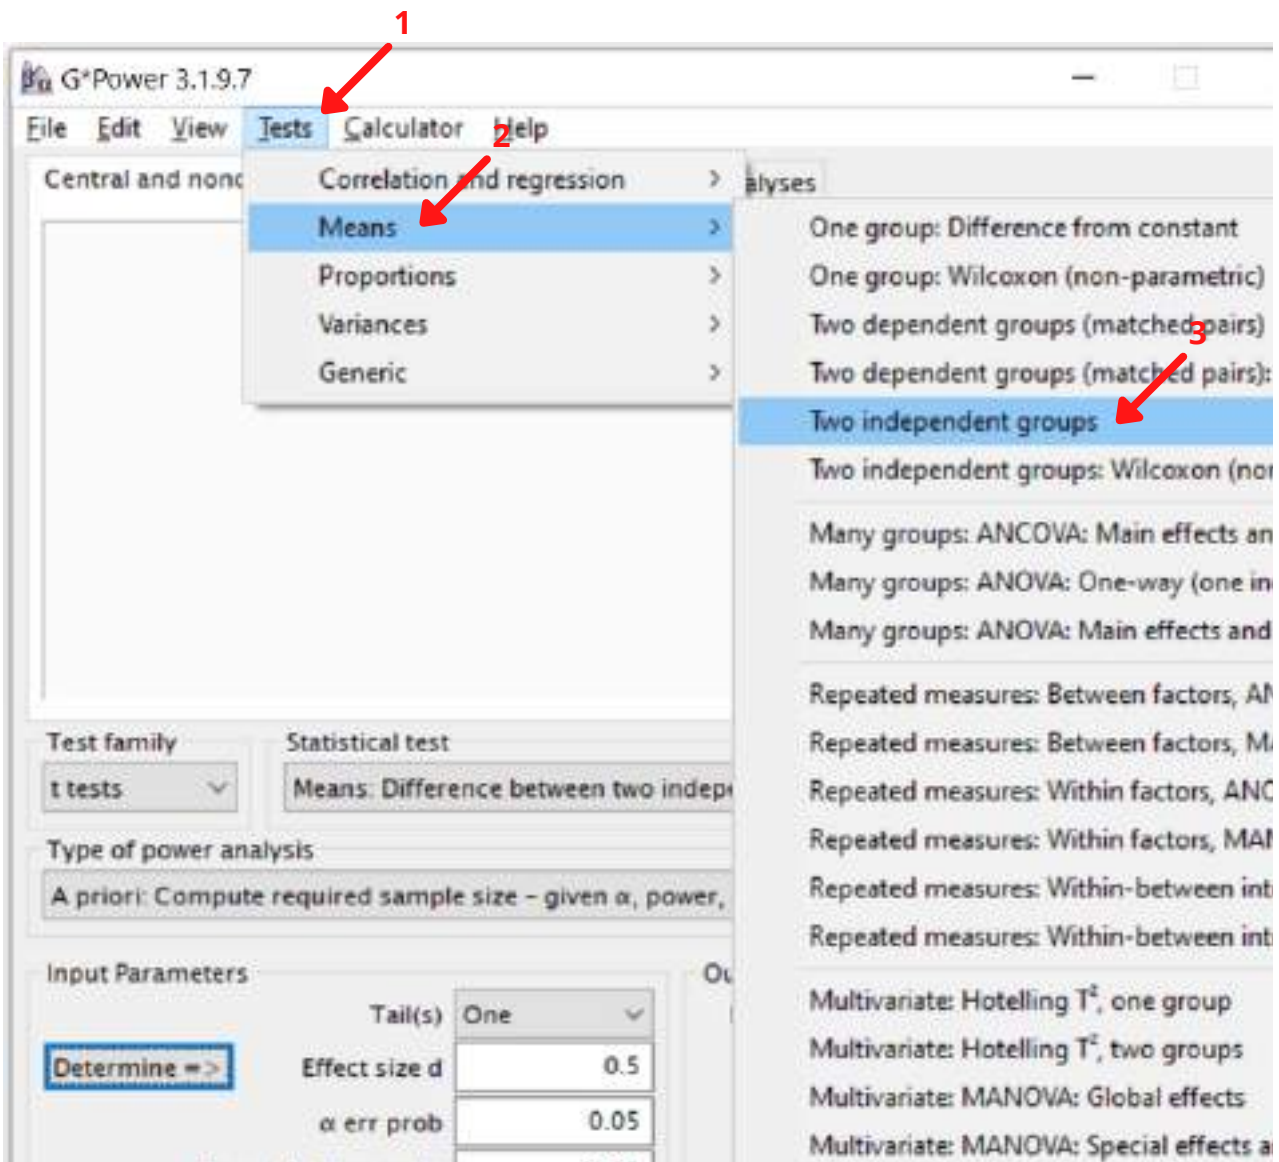 1
G*Power 3.1.9.7
File Edit View Tests Calculator Help
2
Central and nonc
Correlation and regression
alyses
Means
Proportions
Variances
Generic
One group: Difference from constant
One group: Wilcoxon (non-parametric)
Two dependent groups (matched pairs)
3
Two dependent groups (matched pairs):
Two independent groups
Two independent groups: Wilcoxon (non
Many groups: ANCOVA: Main effects an
Many groups: ANOVA: One-way (one in
Many groups: ANOVA: Main effects and
Repeated measures: Between factors, AN
Repeated measures: Between factors, MA
Repeated measures: Within factors, ANO
Repeated measures: Within factors, MAN
Repeated measures: Within-between int
Repeated measures: Within-between int
Multivariate: Hotelling T², one group
Multivariate: Hotelling T², two groups
Multivariate: MANOVA: Global effects
Multivariate: MANOVA: Special effects a
Test family
Statistical test
t tests
Means: Difference between two indepe
Type of power analysis
A priori: Compute required sample size – given α, power,
Input Parameters
Ou
Tail(s) One
Determine =>
Effect size d 0.5
α err prob 0.05